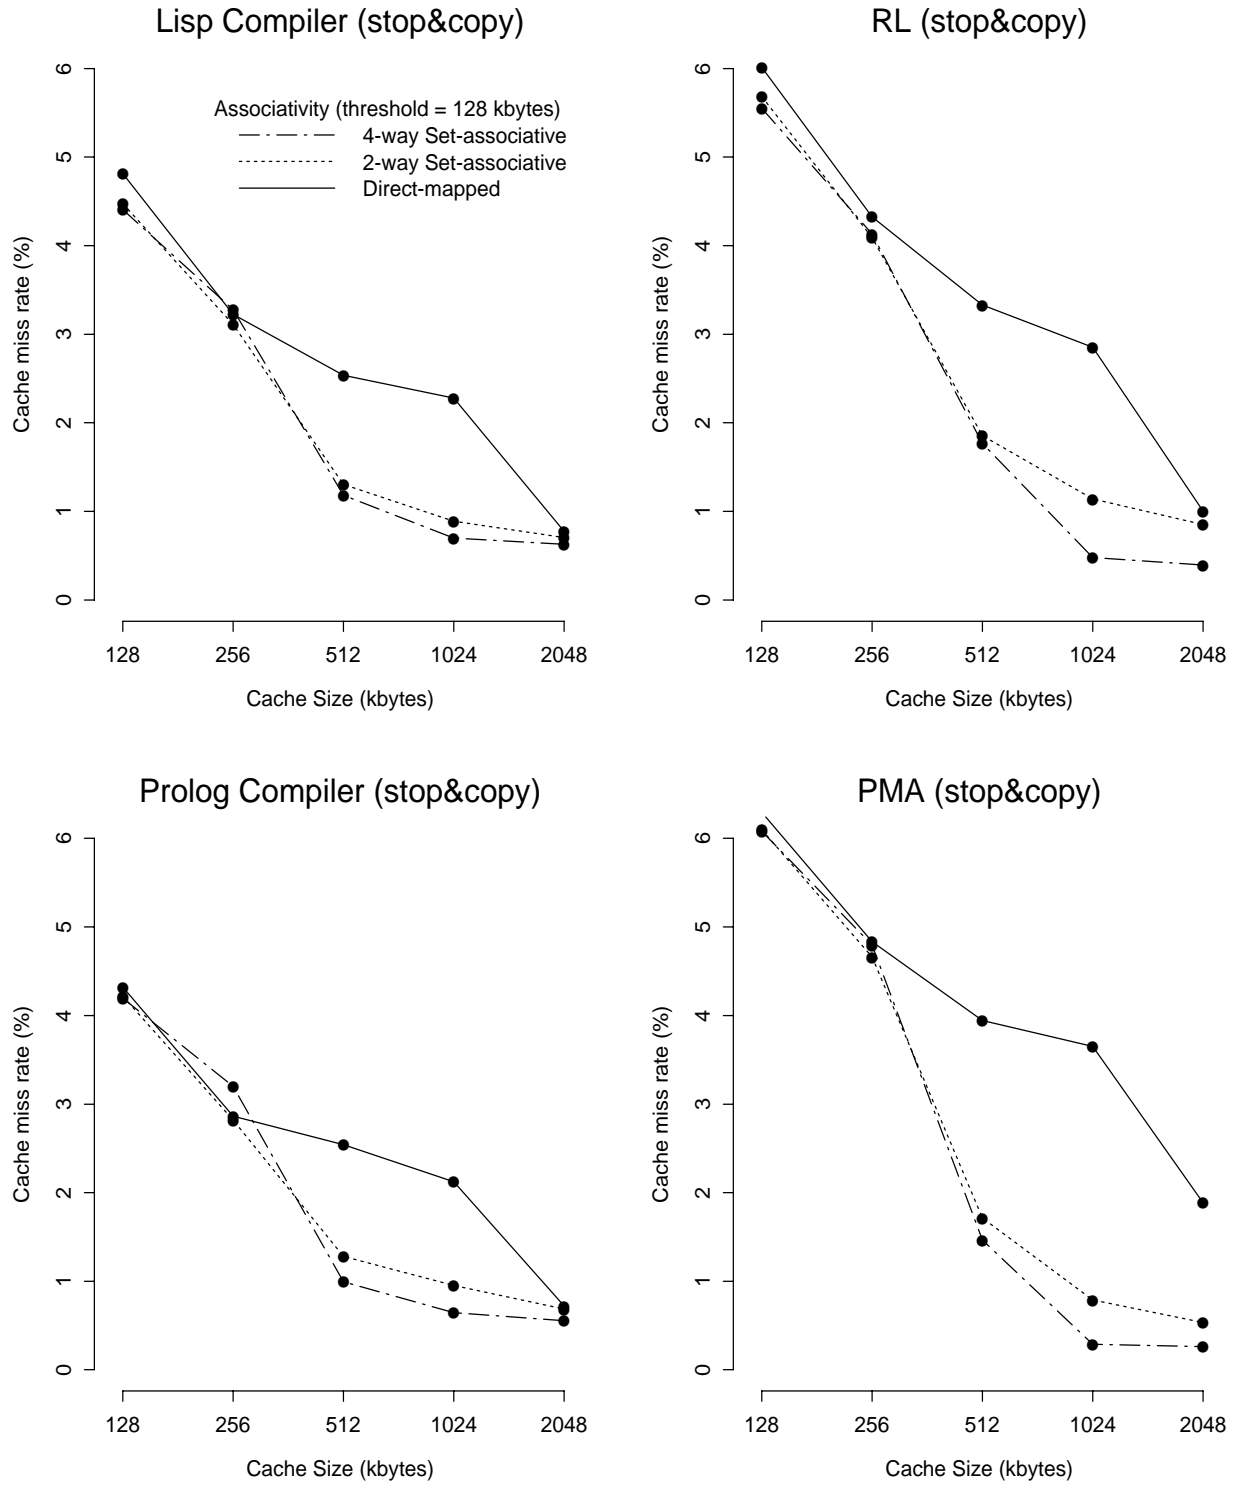 Lisp Compiler (stop&copy)
Cache miss rate (%)
6
5
4
3
2
1
0
Associativity (threshold = 128 kbytes)
4-way Set-associative
2-way Set-associative
Direct-mapped
128 256 512 1024 2048
Cache Size (kbytes)
RL (stop&copy)
Cache miss rate (%)
6
5
4
3
2
1
0
128 256 512 1024 2048
Cache Size (kbytes)
Prolog Compiler (stop&copy)
Cache miss rate (%)
6
5
4
3
2
1
0
128 256 512 1024 2048
Cache Size (kbytes)
PMA (stop&copy)
Cache miss rate (%)
6
5
4
3
2
1
0
128 256 512 1024 2048
Cache Size (kbytes)